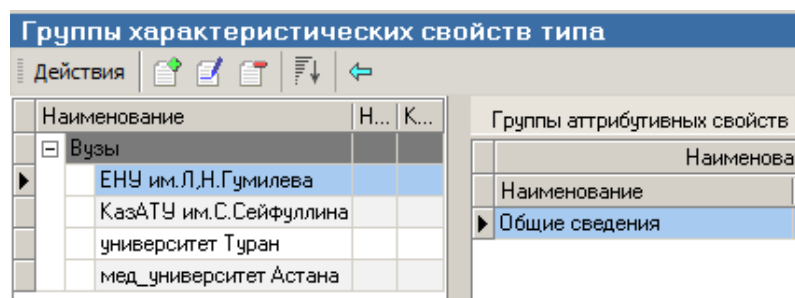 Группы характеристических свойств типа
Действия
Наименование Н... К...
Вузы
ЕНУ им.Л,Н.Гумилева
КазАТУ им.С.Сейфуллина
университет Туран
мед_университет Астана
Группы аттрибутивных свойств
Наименова
Наименование
Общие сведения